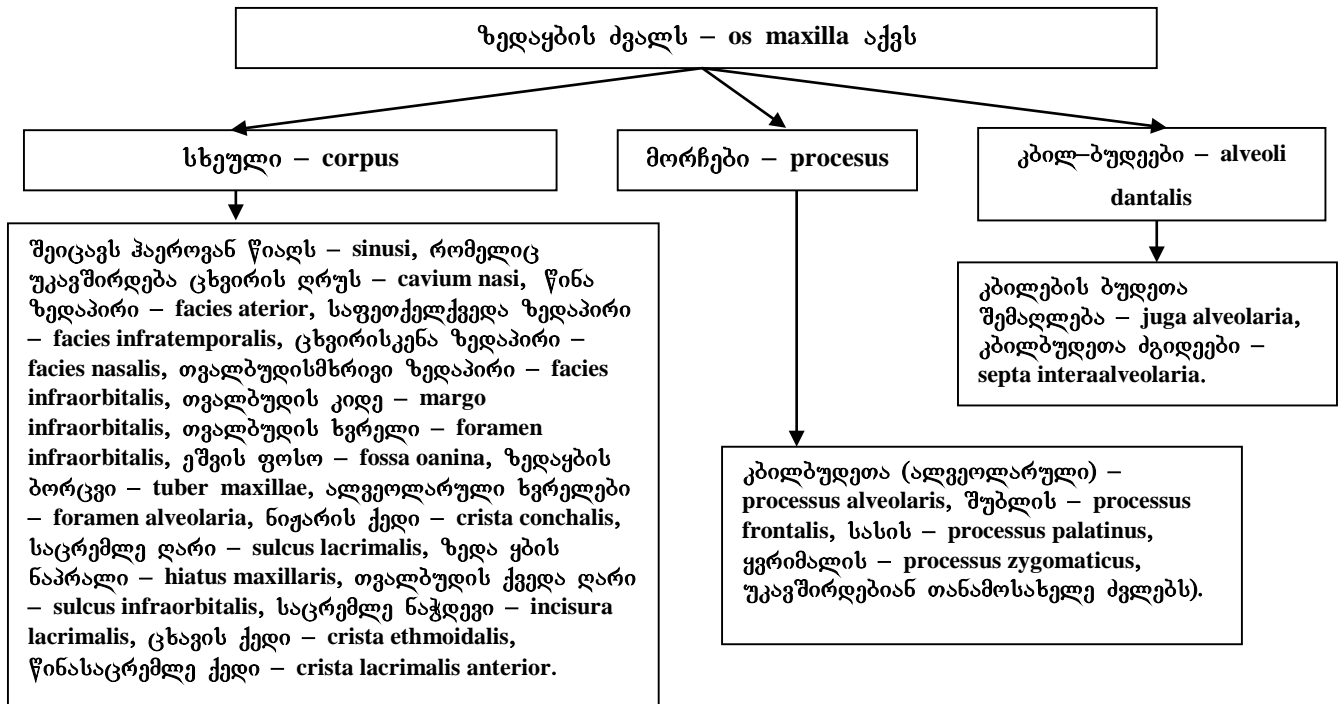 ზედაყბის ძვალს – os maxilla აქვს
სხეული – corpus
მორჩები – procesus
კბილ–ბუდეები – alveoli
dantalis
შეიცავს ჰაეროვან წიაღს – sinusi, რომელიც
უკავშირდება ცხვირის ღრუს – cavium nasi, წინა
ზედაპირი – facies aterior, საფეთქელქვედა ზედაპირი
– facies infratemporalis, ცხვირისკენა ზედაპირი –
facies nasalis, თვალბუდისმხრივი ზედაპირი – facies
infraorbitalis, თვალბუდის კიდე – margo
infraorbitalis, თვალბუდის ხვრელი – foramen
infraorbitalis, ეშვის ფოსო – fossa oanina, ზედაყბის
ბორცვი – tuber maxillae, ალვეოლარული ხვრელები
– foramen alveolaria, ნიჟარის ქედი – crista conchalis,
საცრემლე ღარი – sulcus lacrimalis, ზედა ყბის
ნაპრალი – hiatus maxillaris, თვალბუდის ქვედა ღარი
– sulcus infraorbitalis, საცრემლე ნაჭდევი – incisura
lacrimalis, ცხავის ქედი – crista ethmoidalis,
წინასაცრემლე ქედი – crista lacrimalis anterior.
კბილბუდეთა (ალვეოლარული) –
processus alveolaris, შუბლის – processus
frontalis, სასის – processus palatinus,
ყვრიმალის – processus zygomaticus,
უკავშირდებიან თანამოსახელე ძვლებს).
კბილების ბუდეთა
შემაღლება – juga alveolaria,
კბილბუდეთა ძგიდეები –
septa interaalveolaria.